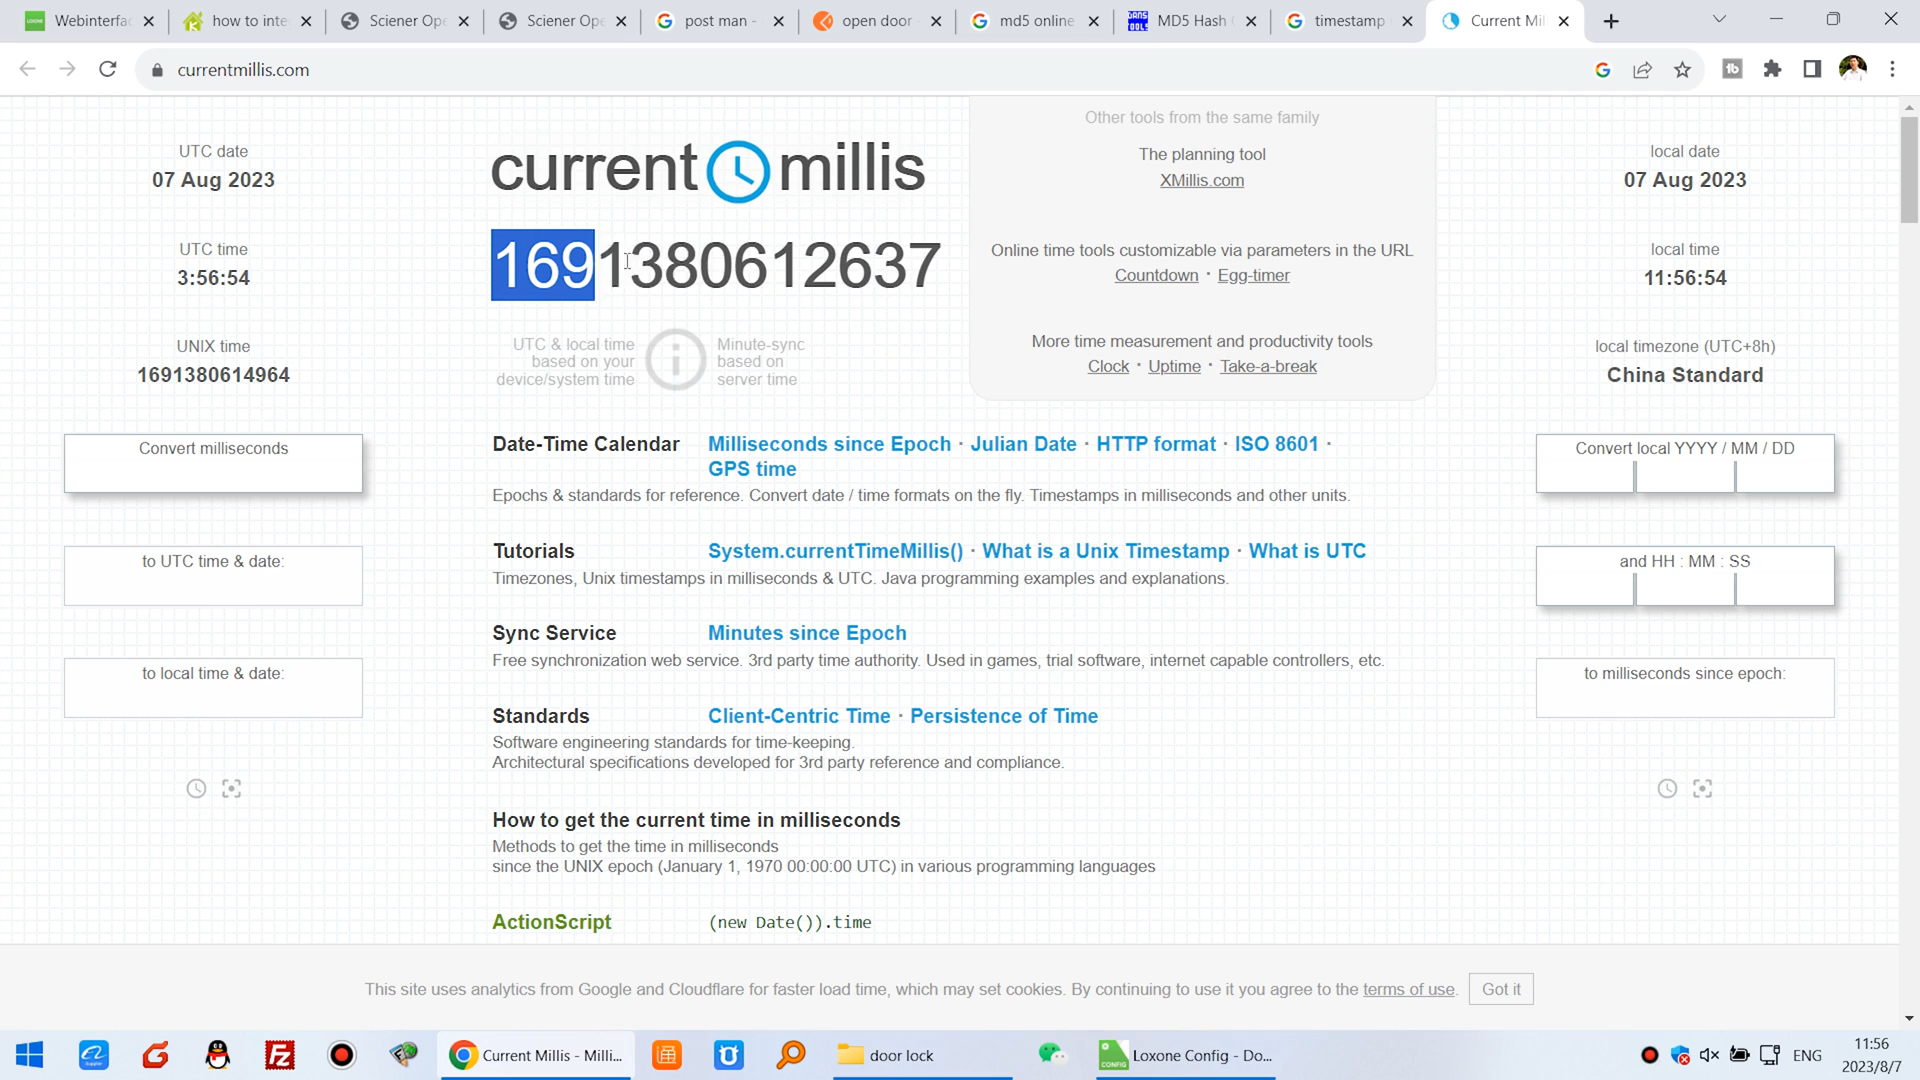 Webinterfa
how to inte
Sciener Ope
Sciener Ope
post man -
open door
md5 online
MD5 Hash
timestamp
Current Mil
currentmillis.com
UTC date
07 Aug 2023
UTC time
3:56:54
UNIX time
1691380614964
current millis
1691380612637
UTC & local time
based on your
device/system time
Minute-sync
based on
server time
Other tools from the same family
The planning tool
XMillis.com
Online time tools customizable via parameters in the URL
Countdown · Egg-timer
More time measurement and productivity tools
Clock · Uptime · Take-a-break
local date
07 Aug 2023
local time
11:56:54
local timezone (UTC+8h)
China Standard
Convert milliseconds
to UTC time & date:
to local time & date:
Date-Time Calendar Milliseconds since Epoch · Julian Date · HTTP format · ISO 8601 ·
GPS time
Epochs & standards for reference. Convert date / time formats on the fly. Timestamps in milliseconds and other units.
Tutorials System.currentTimeMillis() · What is a Unix Timestamp · What is UTC
Timezones, Unix timestamps in milliseconds & UTC. Java programming examples and explanations.
Sync Service Minutes since Epoch
Free synchronization web service. 3rd party time authority. Used in games, trial software, internet capable controllers, etc.
Standards Client-Centric Time · Persistence of Time
Software engineering standards for time-keeping.
Architectural specifications developed for 3rd party reference and compliance.
How to get the current time in milliseconds
Methods to get the time in milliseconds
since the UNIX epoch (January 1, 1970 00:00:00 UTC) in various programming languages
ActionScript (new Date()).time
Convert local YYYY / MM / DD
and HH : MM : SS
to milliseconds since epoch:
This site uses analytics from Google and Cloudflare for faster load time, which may set cookies. By continuing to use it you agree to the terms of use. Got it
Current Millis - Milli...
door lock
CONFIG
Loxone Config - Do...
ENG
11:56
2023/8/7